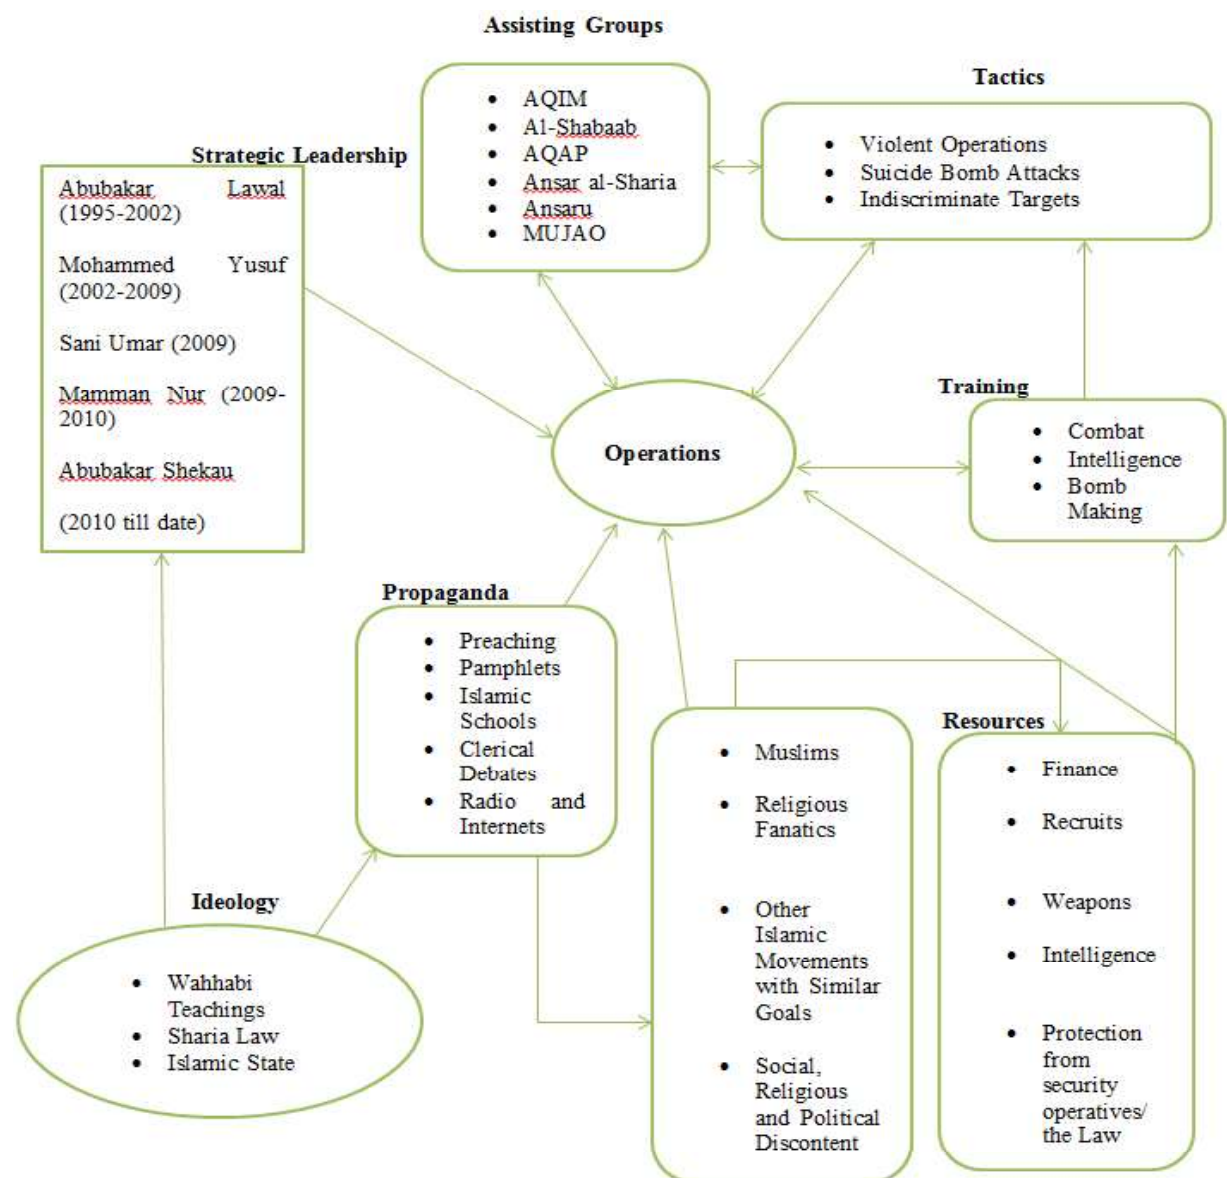 Assisting Groups
• AQIM
• Al-Shabaab
• AQAP
• Ansar al-Sharia
• Ansaru
• MUJAO
Tactics
• Violent Operations
• Suicide Bomb Attacks
• Indiscriminate Targets
Strategic Leadership
Abubakar Lawal
(1995-2002)
Mohammed Yusuf
(2002-2009)
Sani Umar (2009)
Mamman Nur (2009-
2010)
Abubakar Shekau
(2010 till date)
Operations
Training
• Combat
• Intelligence
• Bomb
Making
Propaganda
• Preaching
• Pamphlets
• Islamic
Schools
• Clerical
Debates
• Radio and
Internets
• Muslims
• Religious
Fanatics
• Other
Islamic
Movements
with Similar
Goals
• Social,
Religious
and Political
Discontent
Resources
• Finance
• Recruits
• Weapons
• Intelligence
• Protection
from
security
operatives/
the Law
Ideology
• Wahhabi
Teachings
• Sharia Law
• Islamic State